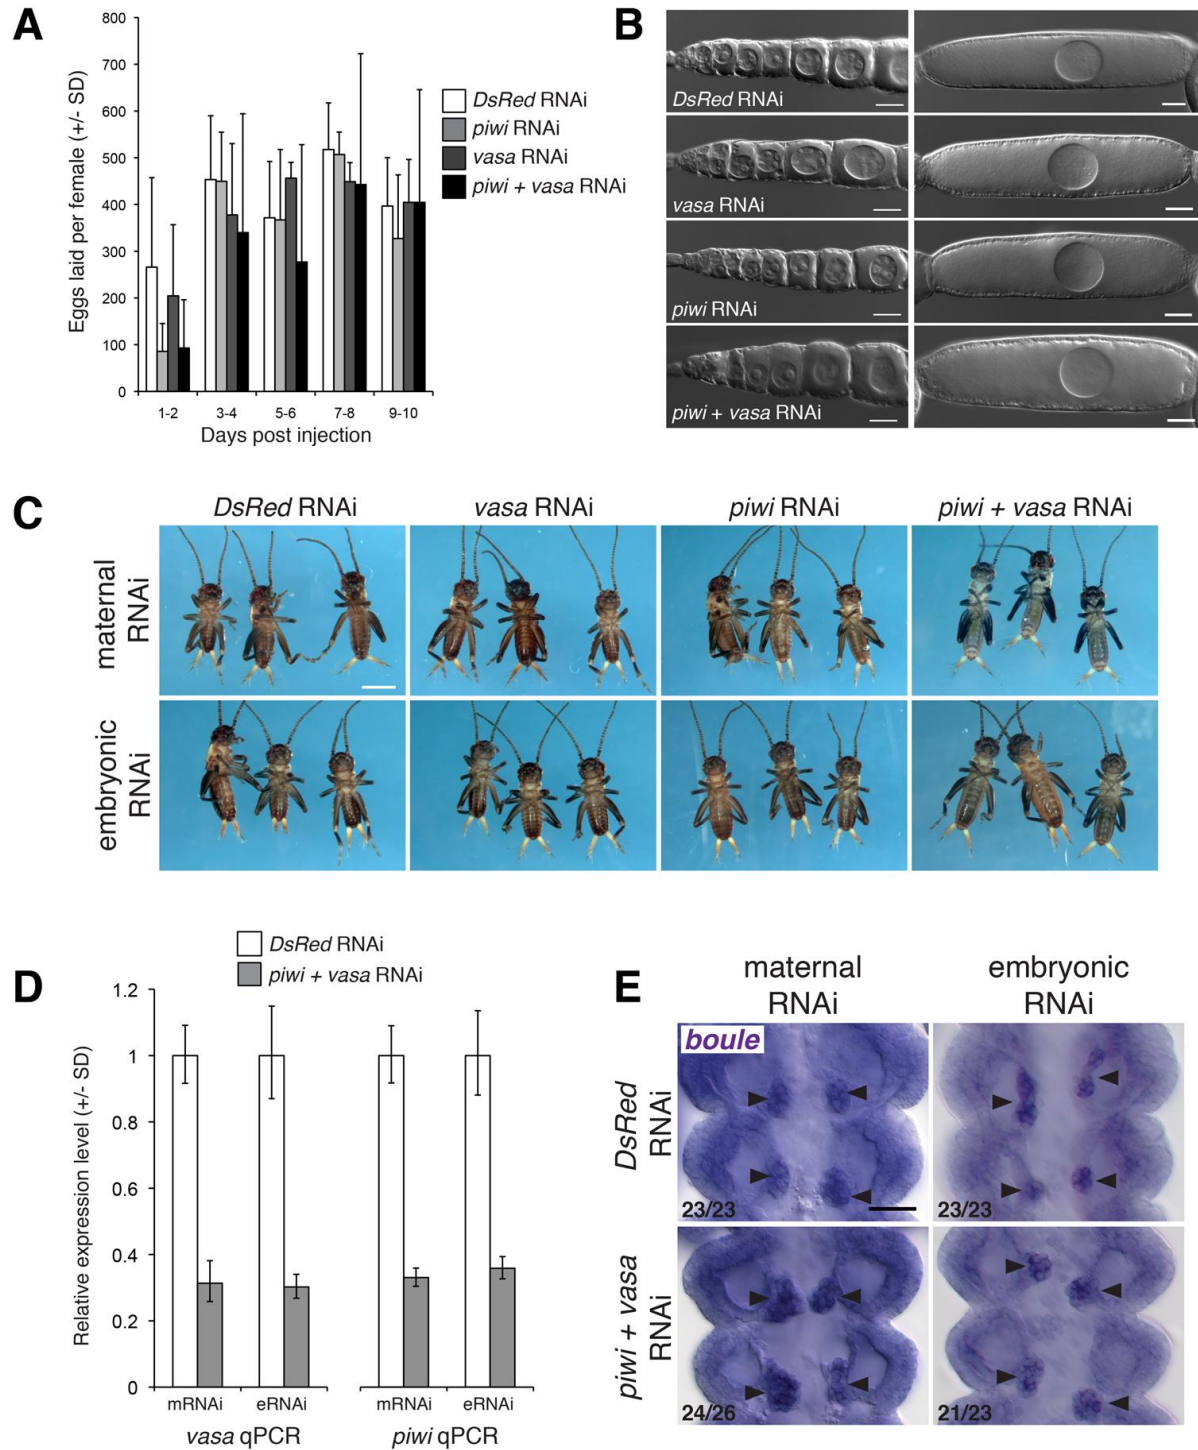 A
800
700
600
500
400
300
200
100
0
Eggs laid per female (+/- SD)
1-2
3-4
5-6
7-8
9-10
Days post injection
DsRed RNAi
piwi RNAi
vasa RNAi
piwi + vasa RNAi
B
DsRed RNAi
vasa RNAi
piwi RNAi
piwi + vasa RNAi
C
DsRed RNAi
vasa RNAi
piwi RNAi
piwi + vasa RNAi
maternal
RNAi
embryonic
RNAi
D
DsRed RNAi
piwi + vasa RNAi
1.2
1
0.8
0.6
0.4
0.2
0
Relative expression level (+/- SD)
mRNAi
eRNAi
mRNAi
eRNAi
vasa qPCR
piwi qPCR
E
maternal
RNAi
embryonic
RNAi
boule
DsRed
RNAi
23/23
23/23
piwi + vasa
RNAi
24/26
21/23